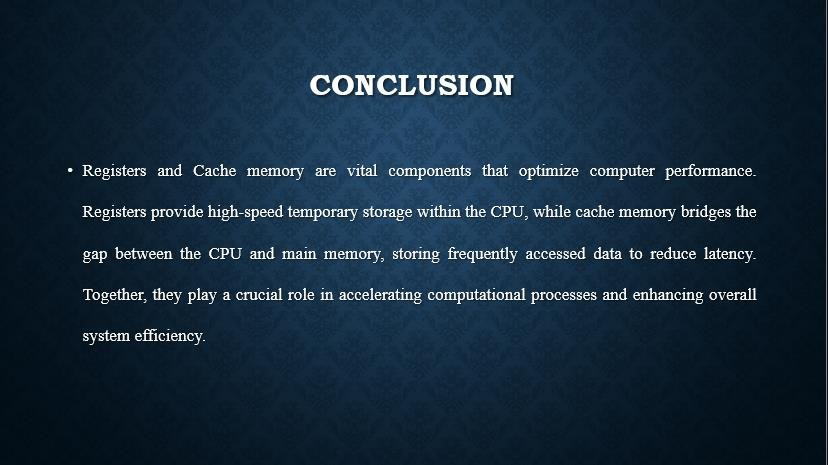 CONCLUSION
• Registers and Cache memory are vital components that optimize computer performance.
Registers provide high-speed temporary storage within the CPU, while cache memory bridges the
gap between the CPU and main memory, storing frequently accessed data to reduce latency.
Together, they play a crucial role in accelerating computational processes and enhancing overall
system efficiency.